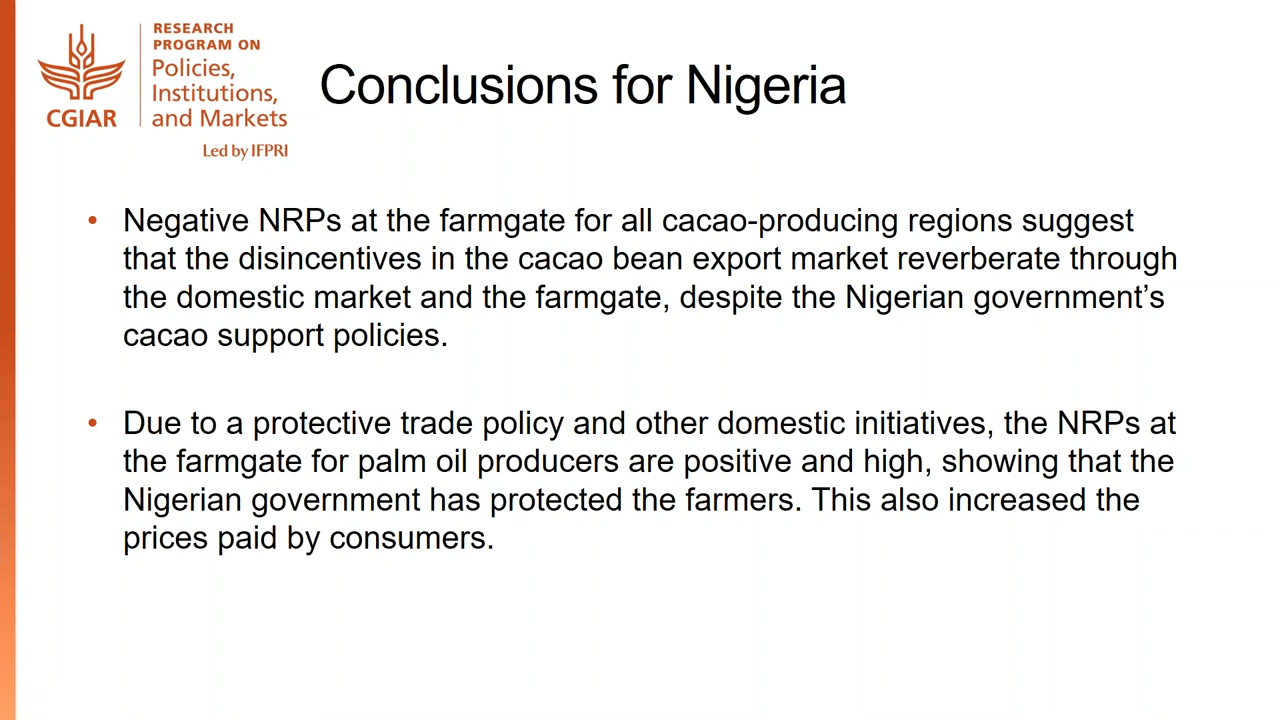 RESEARCH
PROGRAM ON
Policies,
Institutions,
and Markets
CGIAR
Led by IFPRI
Conclusions for Nigeria
• Negative NRPs at the farmgate for all cacao-producing regions suggest
that the disincentives in the cacao bean export market reverberate through
the domestic market and the farmgate, despite the Nigerian government’s
cacao support policies.
• Due to a protective trade policy and other domestic initiatives, the NRPs at
the farmgate for palm oil producers are positive and high, showing that the
Nigerian government has protected the farmers. This also increased the
prices paid by consumers.